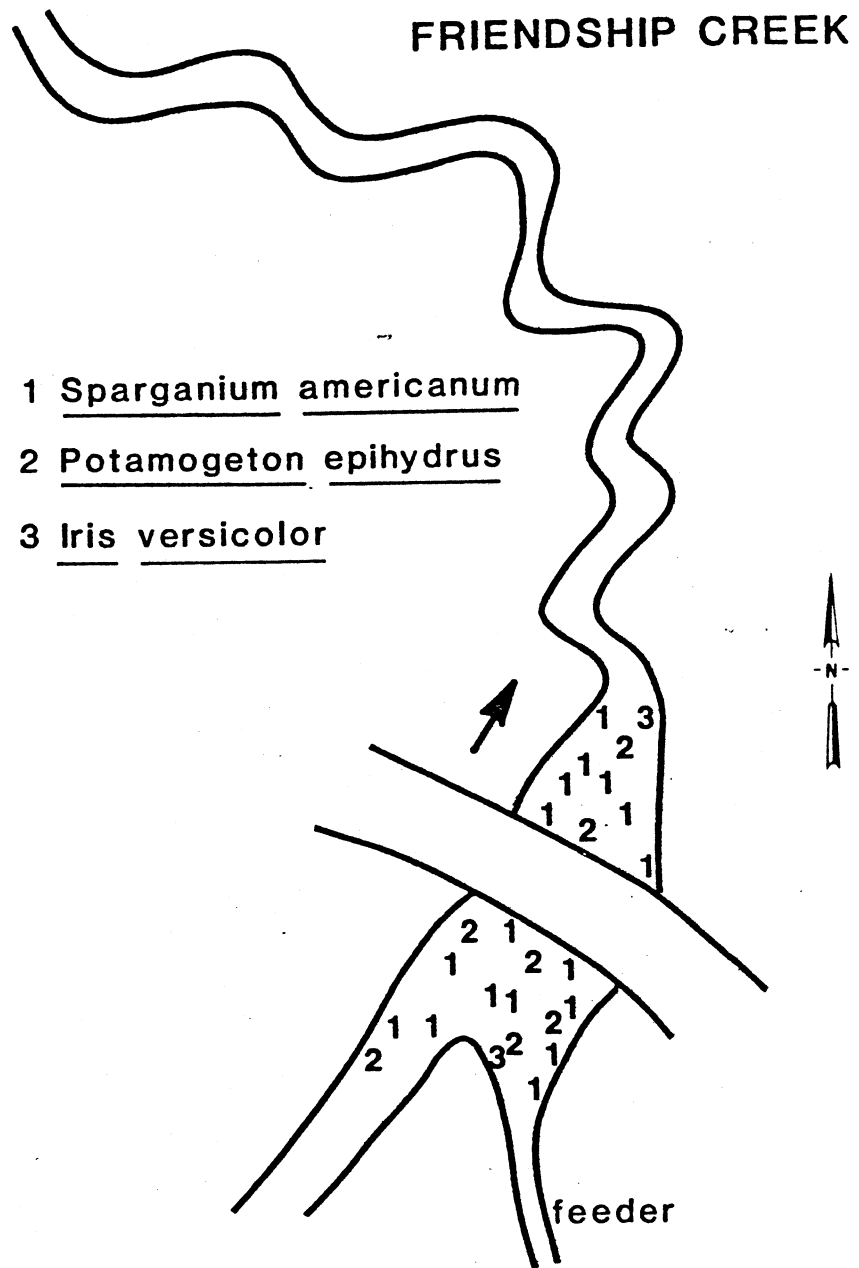 FRIENDSHIP CREEK
1 Sparganium americanum
2 Potamogeton epihydrus
3 Iris versicolor
-N-
1 3
2
1
1 1
1 1
2
1
2 1
1 2 1
1 1 1
2
1 1
2
3 1
2
1
feeder